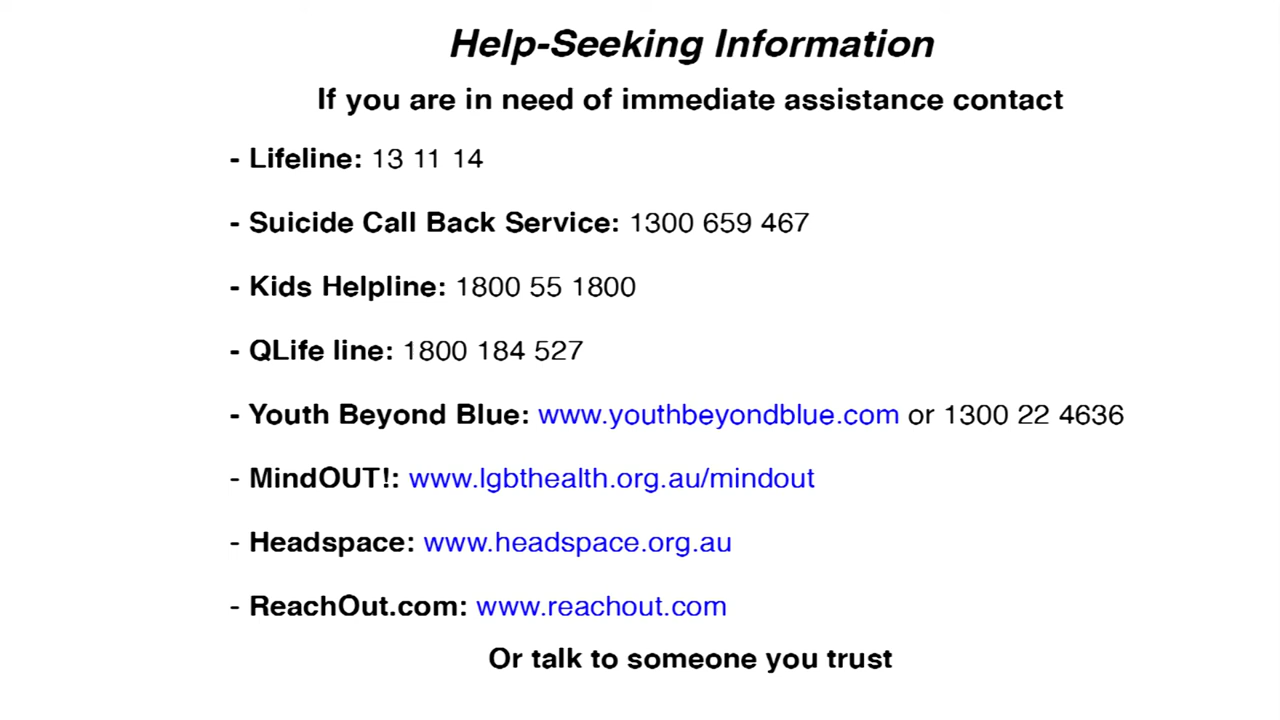 Help-Seeking Information
If you are in need of immediate assistance contact
- Lifeline: 13 11 14
- Suicide Call Back Service: 1300 659 467
- Kids Helpline: 1800 55 1800
- QLife line: 1800 184 527
- Youth Beyond Blue: www.youthbeyondblue.com or 1300 22 4636
- MindOUT!: www.lgbthealth.org.au/mindout
- Headspace: www.headspace.org.au
- ReachOut.com: www.reachout.com
Or talk to someone you trust